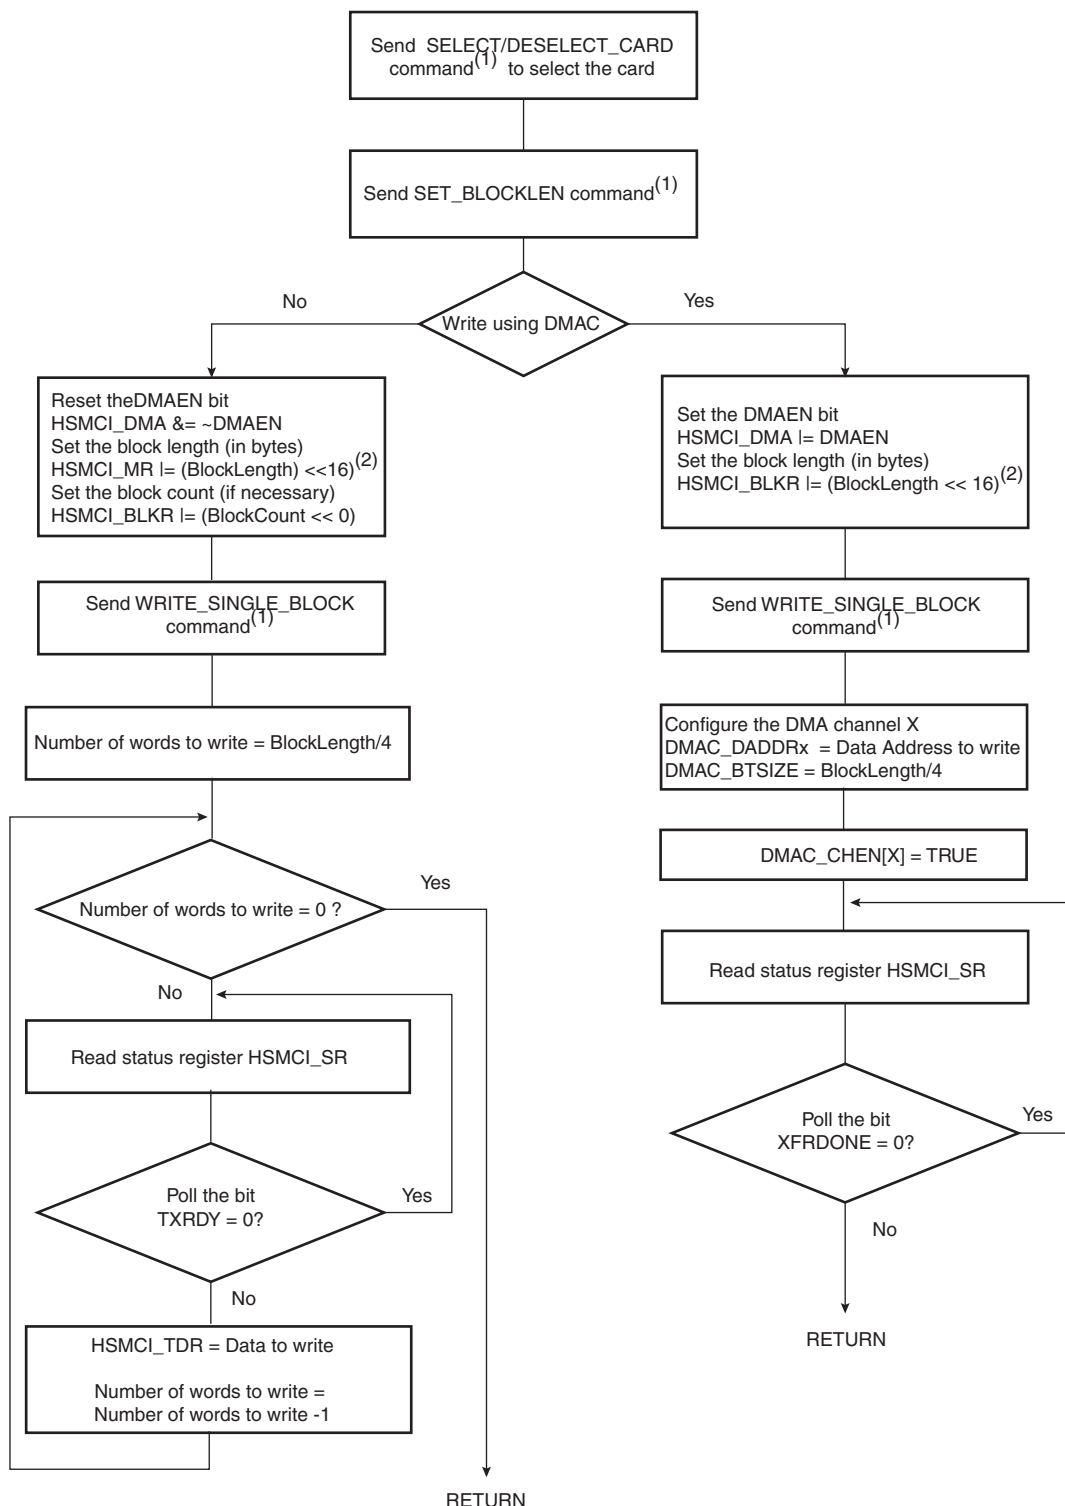 Send SELECT/DESELECT_CARD
command(1) to select the card
Send SET_BLOCKLEN command(1)
No
Yes
Write using DMAC
Reset theDMAEN bit
HSMCI_DMA &= ~DMAEN
Set the block length (in bytes)
HSMCI_MR |= (BlockLength) <<16)(2)
Set the block count (if necessary)
HSMCI_BLKR |= (BlockCount << 0)
Send WRITE_SINGLE_BLOCK
command(1)
Number of words to write = BlockLength/4
Number of words to write = 0 ?
Yes
No
Read status register HSMCI_SR
Poll the bit
TXRDY = 0?
Yes
No
HSMCI_TDR = Data to write
Number of words to write =
Number of words to write -1
RETURN
Set the DMAEN bit
HSMCI_DMA |= DMAEN
Set the block length (in bytes)
HSMCI_BLKR |= (BlockLength << 16)(2)
Send WRITE_SINGLE_BLOCK
command(1)
Configure the DMA channel X
DMAC_DADDRx = Data Address to write
DMAC_BTSIZE = BlockLength/4
DMAC_CHEN[X] = TRUE
Read status register HSMCI_SR
Poll the bit
XFRDONE = 0?
Yes
No
RETURN